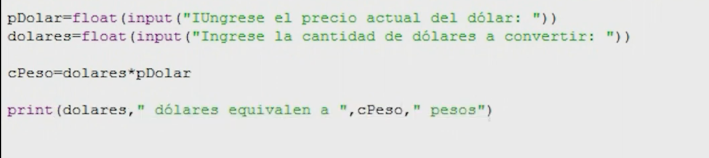 pDolar=float(input("IUngrese el precio actual del dólar: "))
dolares=float(input("Ingrese la cantidad de dólares a convertir: "))
cPeso=dolares*pDolar
print(dolares," dólares equivalen a ",cPeso," pesos")